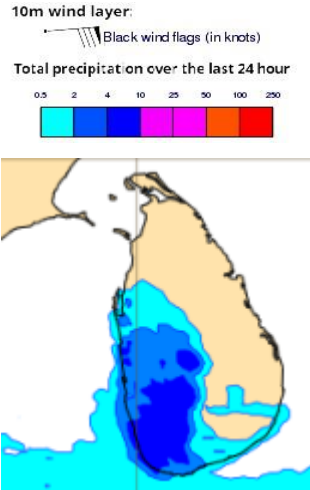 10m wind layer:
Black wind flags (in knots)
Total precipitation over the last 24 hour
0.5 2 4 10 25 50 100 250